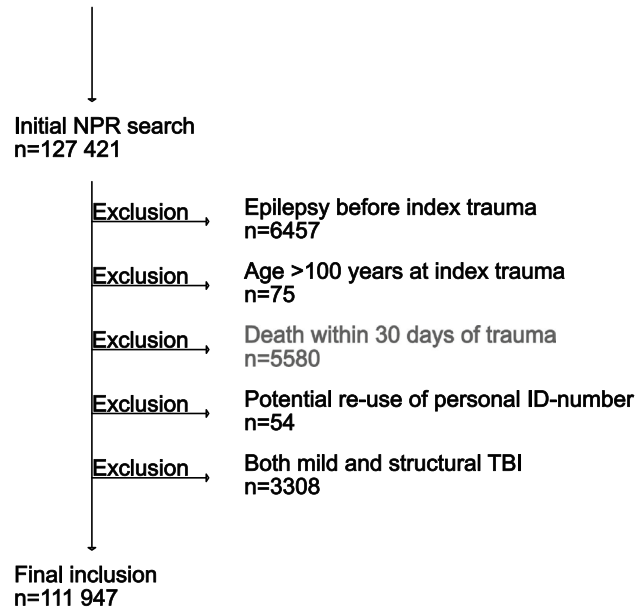 Initial NPR search
n=127 421
Exclusion
Epilepsy before index trauma
n=6457
Exclusion
Age >100 years at index trauma
n=75
Exclusion
Death within 30 days of trauma
n=5580
Exclusion
Potential re-use of personal ID-number
n=54
Exclusion
Both mild and structural TBI
n=3308
Final inclusion
n=111 947